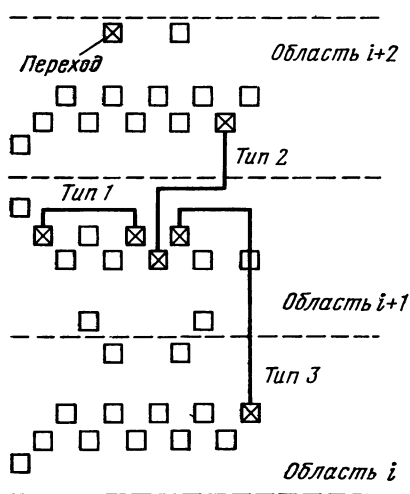 Переход
Область i+2
Тип 2
Тип 1
Область i+1
Тип 3
Область i